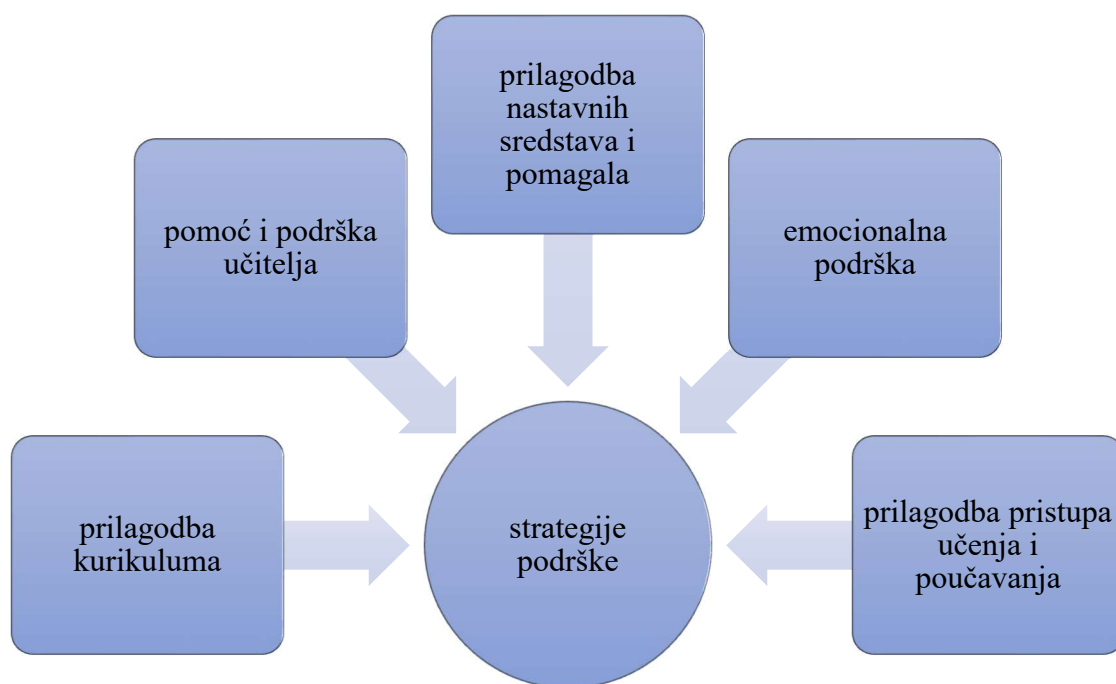 prilagodba
nastavnih
sredstava i
pomagala
pomoć i podrška
učitelja
emocionalna
podrška
prilagodba
kurikuluma
strategije
podrške
prilagodba pristupa
učenja i
poučavanja